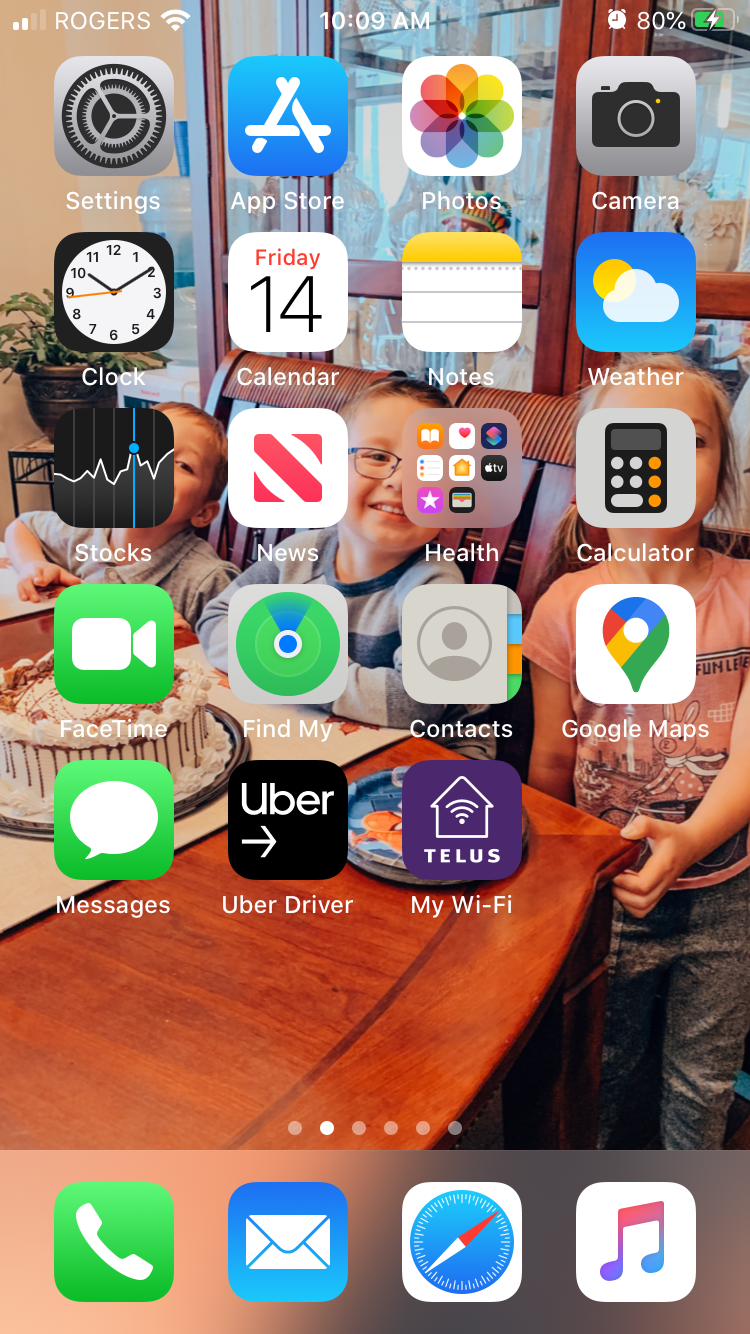 ROGERS 10:09 AM 80%
Settings App Store Photos Camera
12
11 1
10 2
9 3
8 4
7 5
6
Friday
14
Clock Calendar Notes Weather
tv
Stocks News Health Calculator
FUN LE
FaceTime Find My Contacts Google Maps
Uber
TELUS
Messages Uber Driver My Wi-Fi